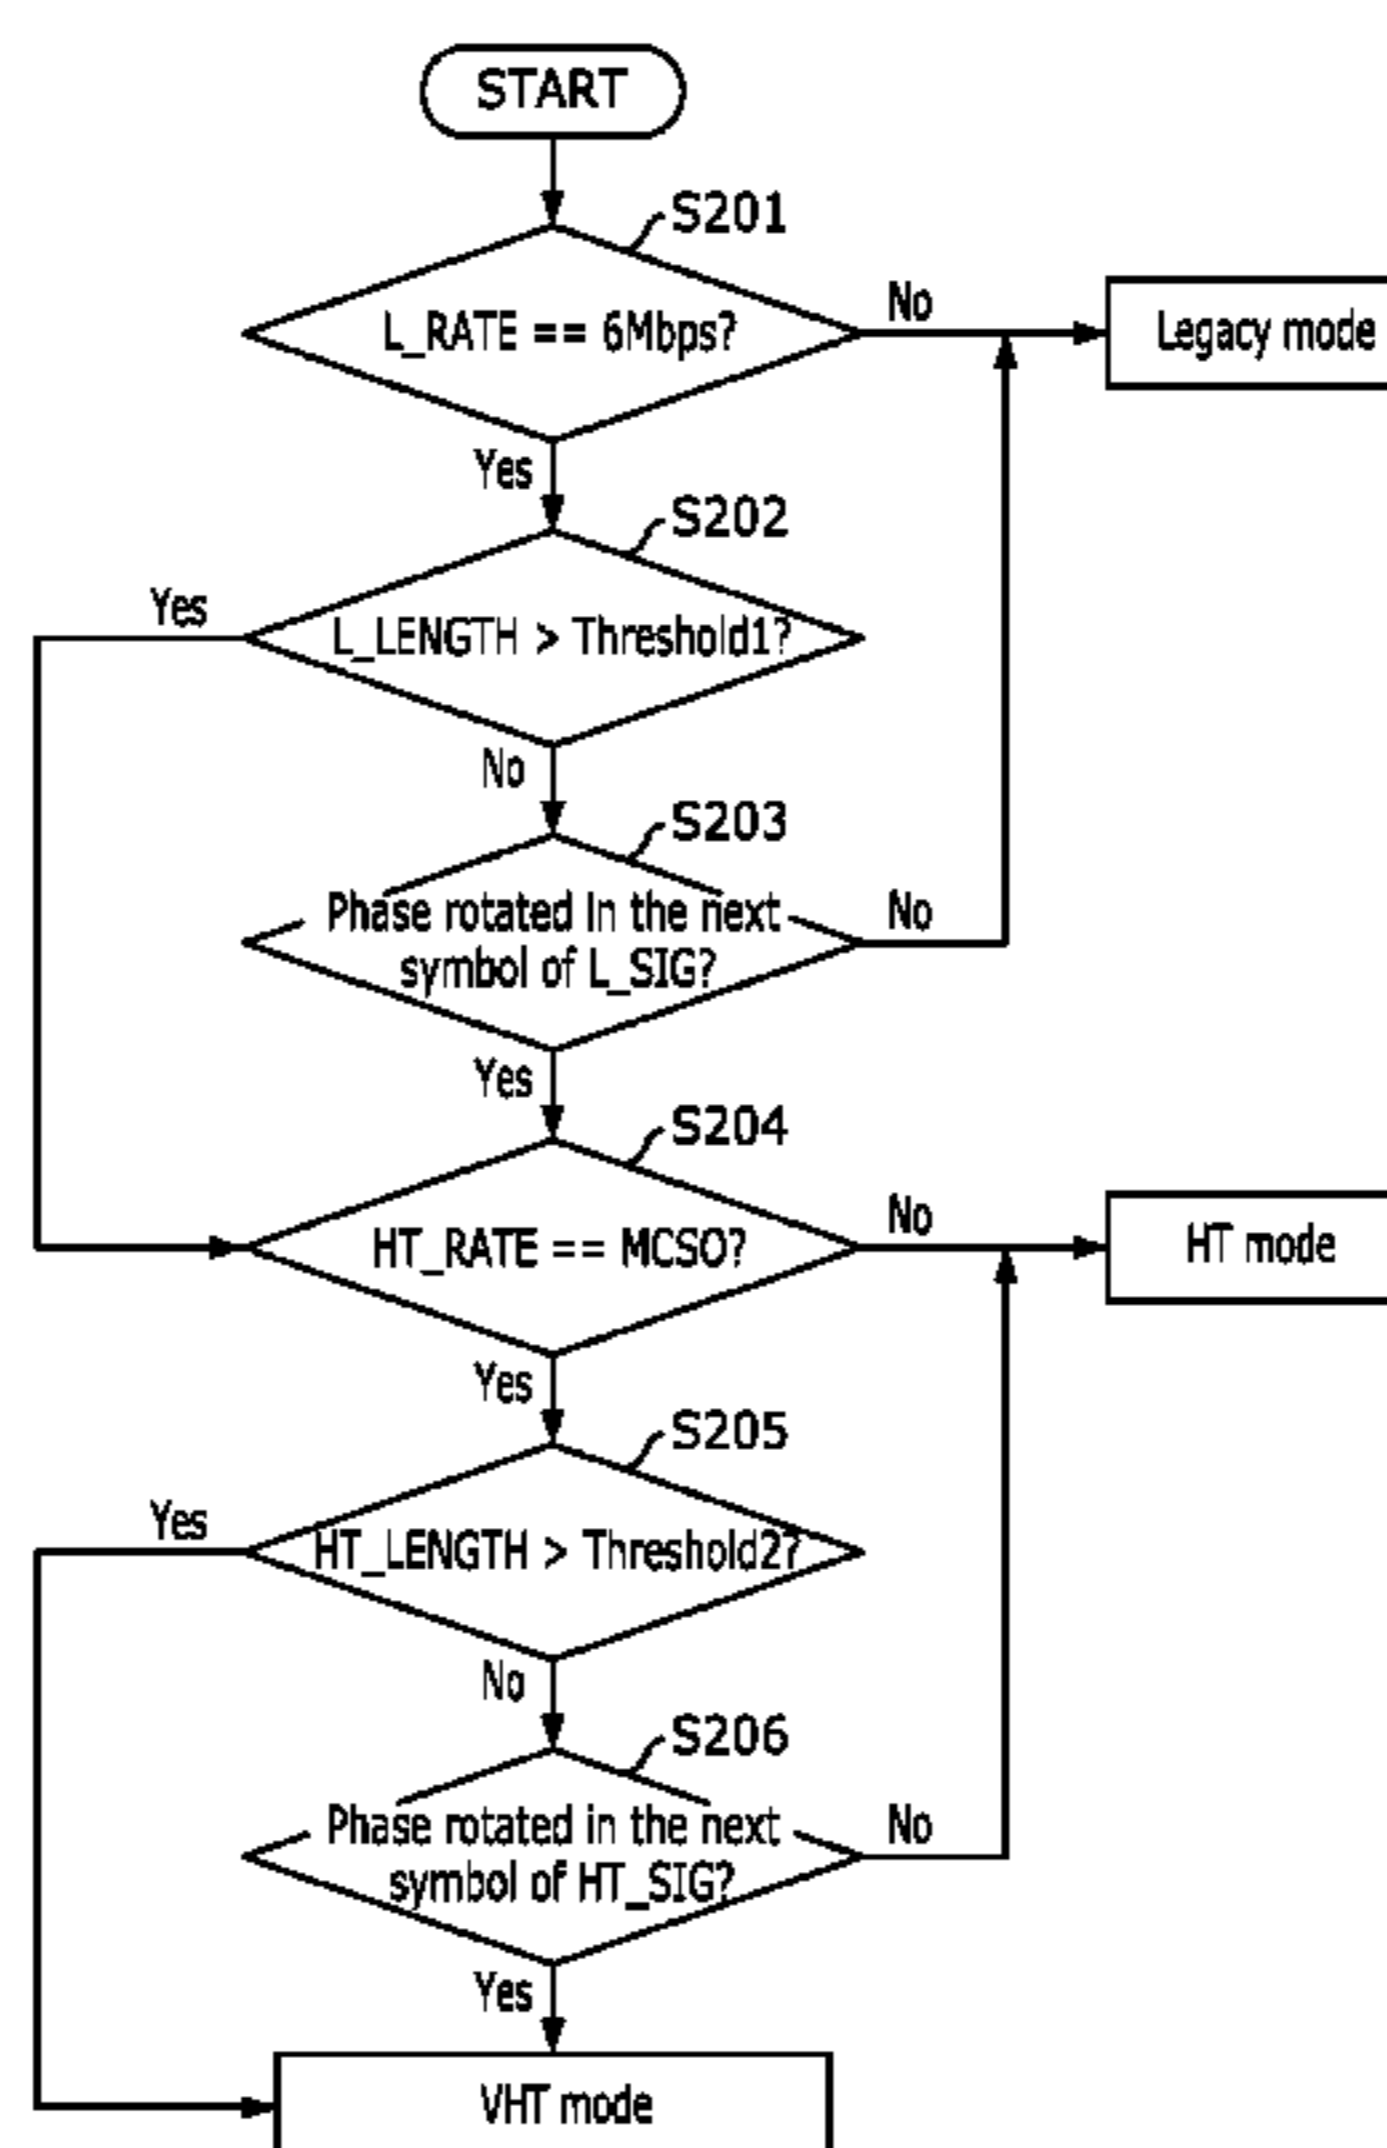 START
S201
L_RATE == 6Mbps?
No
Legacy mode
Yes
S202
Yes
L_LENGTH > Threshold1?
No
S203
Phase rotated in the next
symbol of L_SIG?
No
Yes
S204
HT_RATE == MCSO?
No
HT mode
Yes
S205
Yes
HT_LENGTH > Threshold2?
No
S206
Phase rotated in the next
symbol of HT_SIG?
No
Yes
VHT mode